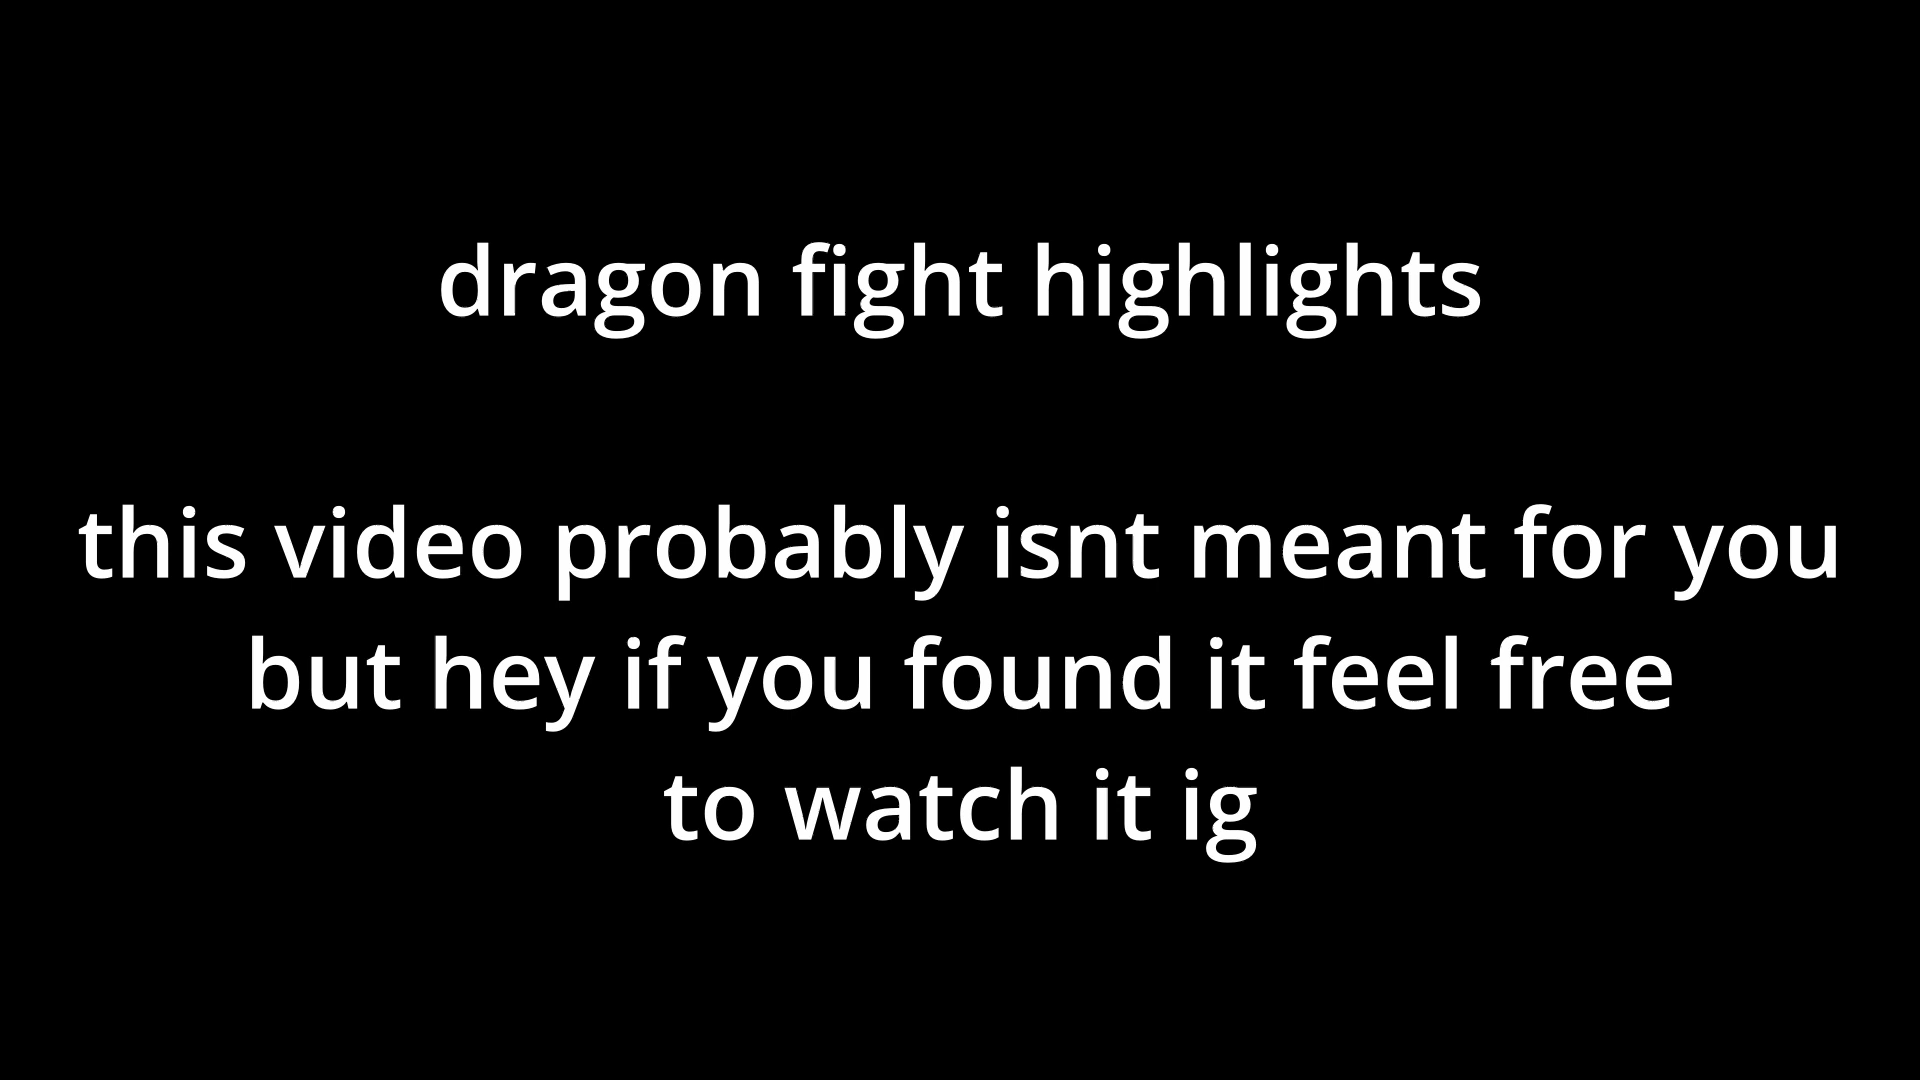 dragon fight highlights
this video probably isnt meant for you
but hey if you found it feel free
to watch it ig